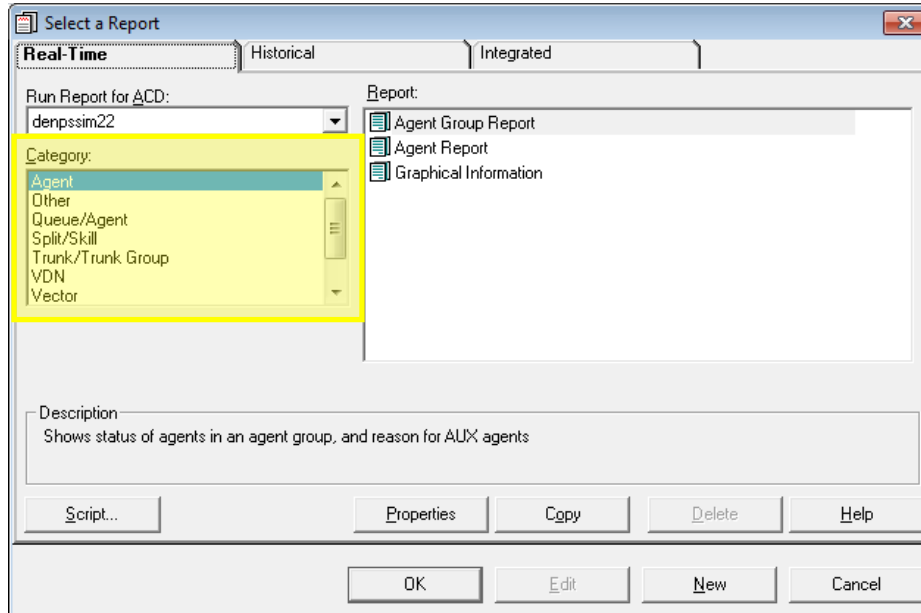 Select a Report
Real-Time
Historical
Integrated
Run Report for ACD:
denpssim22
Category:
Agent
Other
Queue/Agent
Split/Skill
Trunk/Trunk Group
VDN
Vector
Report:
Agent Group Report
Agent Report
Graphical Information
Description
Shows status of agents in an agent group, and reason for AUX agents
Script...
Properties
Copy
Delete
Help
OK
Edit
New
Cancel